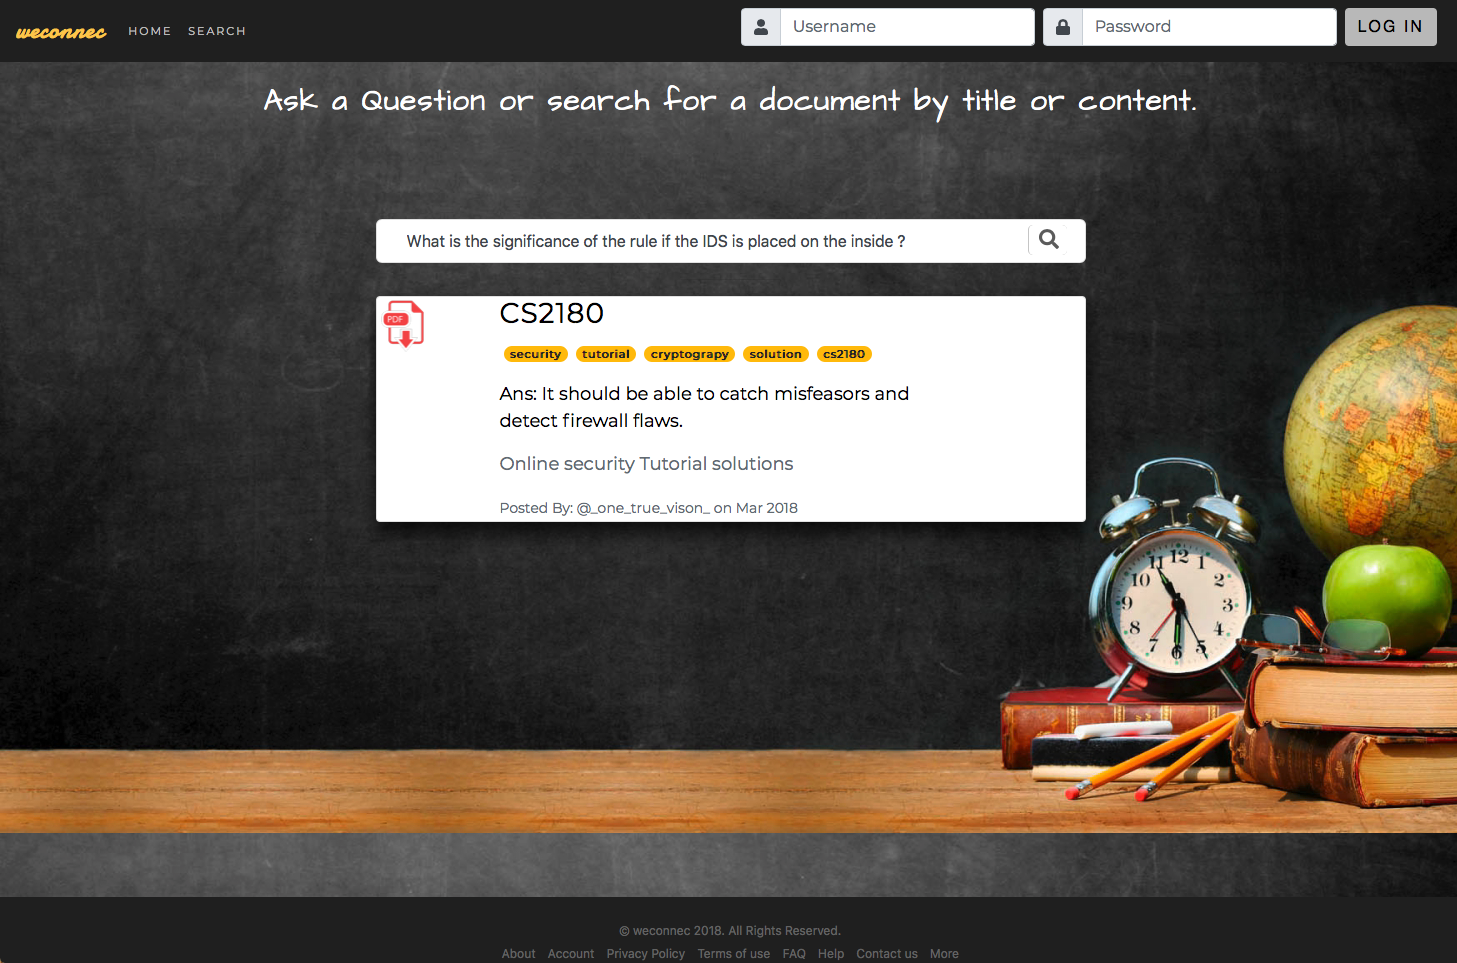 weconnec HOME SEARCH Username Password LOG IN
Ask a Question or search for a document by title or content.
What is the significance of the rule if the IDS is placed on the inside ?
PDF
CS2180
security tutorial cryptograpy solution cs2180
Ans: It should be able to catch misfeasors and
detect firewall flaws.
Online security Tutorial solutions
Posted By: @_one_true_vison_ on Mar 2018
12
11 1
10 2
9 3
8 4
7 6 5
© weconnec 2018. All Rights Reserved.
About Account Privacy Policy Terms of use FAQ Help Contact us More